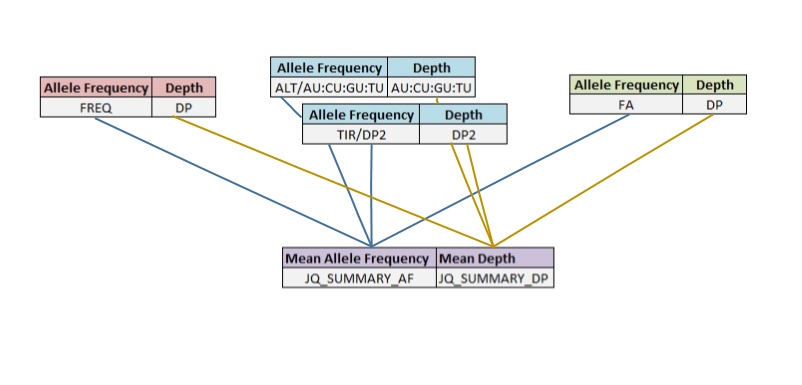 Allele Frequency Depth
FREQ DP
Allele Frequency Depth
ALT/AU:CU:GU:TU AU:CU:GU:TU
Allele Frequency Depth
TIR/DP2 DP2
Allele Frequency Depth
FA DP
Mean Allele Frequency Mean Depth
JQ_SUMMARY_AF JQ_SUMMARY_DP